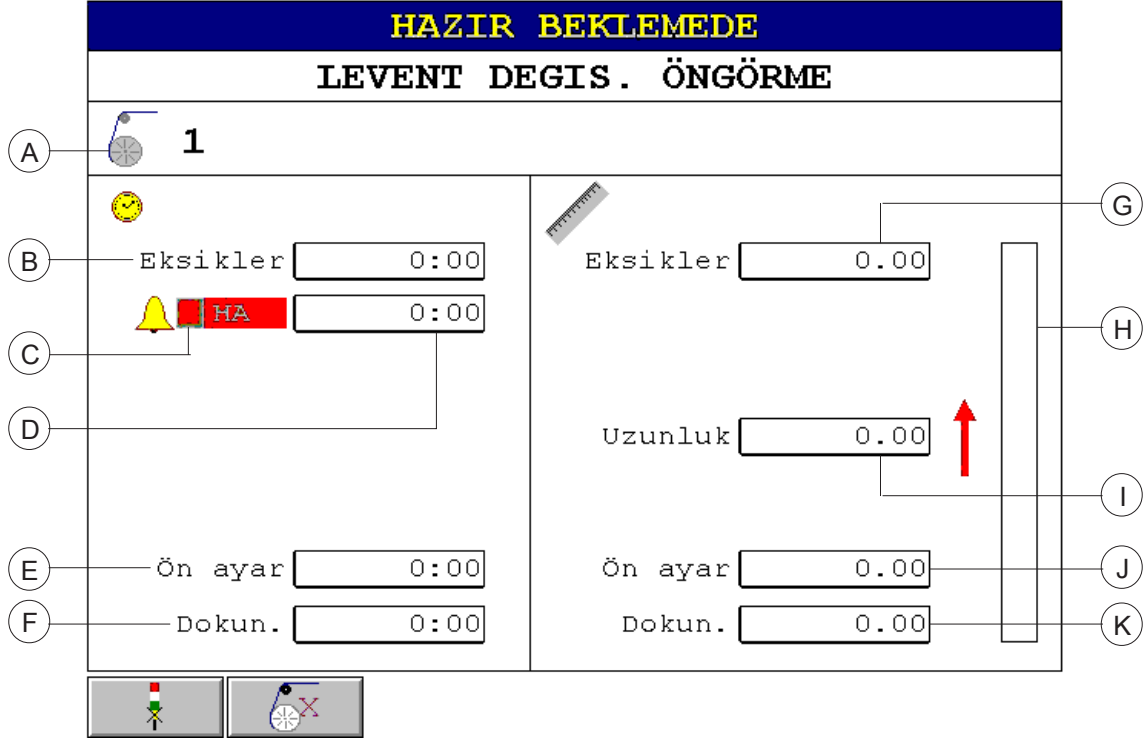 HAZIR BEKLEMEDE
LEVENT DEGIS. ÖNGÖRME
A 1
G
B Eksikler 0:00 Eksikler 0.00
HA 0:00
H
C
D Uzunluk 0.00
I
E Ön ayar 0:00 Ön ayar 0.00 J
F Dokun. 0:00 Dokun. 0.00 K
X